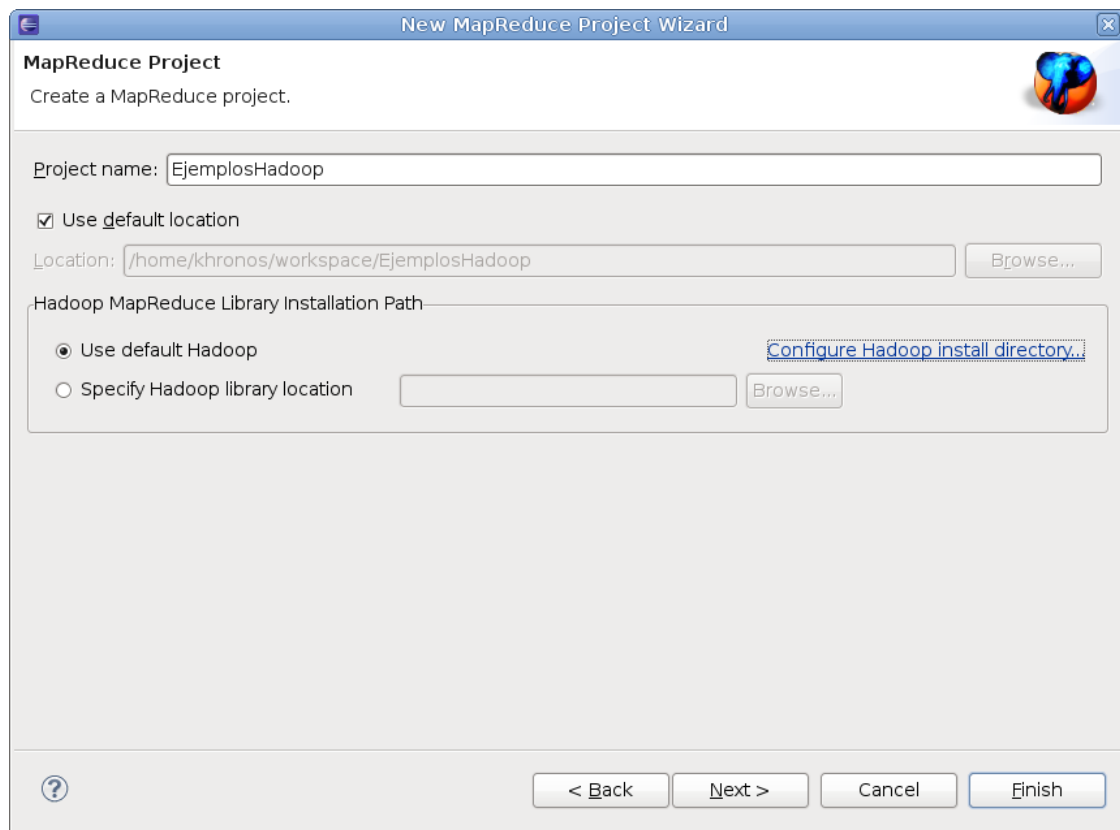 New MapReduce Project Wizard
MapReduce Project
Create a MapReduce project.
Project name: EjemplosHadoop
Use default location
Location: /home/khronos/workspace/EjemplosHadoop Browse...
Hadoop MapReduce Library Installation Path
Use default Hadoop Configure Hadoop install directory...
Specify Hadoop library location Browse...
? < Back Next > Cancel Finish